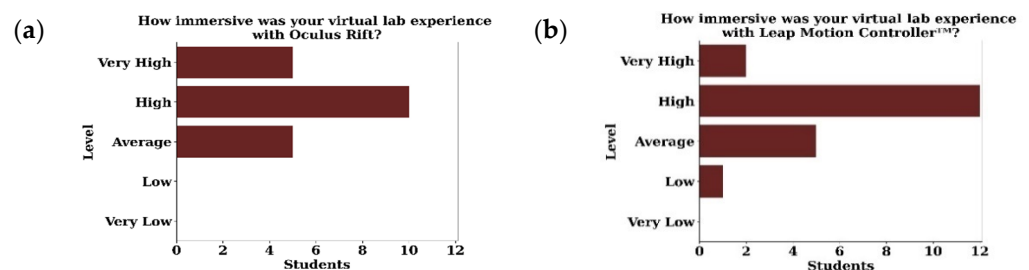 (a)
How immersive was your virtual lab experience
with Oculus Rift?
Very High
High
Average
Low
Very Low
Level
0 2 4 6 8 10 12
Students
(b)
How immersive was your virtual lab experience
with Leap Motion Controller™?
Very High
High
Average
Low
Very Low
Level
0 2 4 6 8 10 12
Students